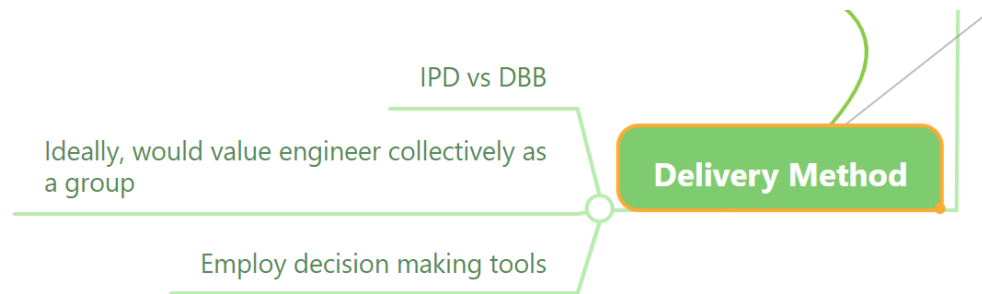 IPD vs DBB
Ideally, would value engineer collectively as
a group
Delivery Method
Employ decision making tools